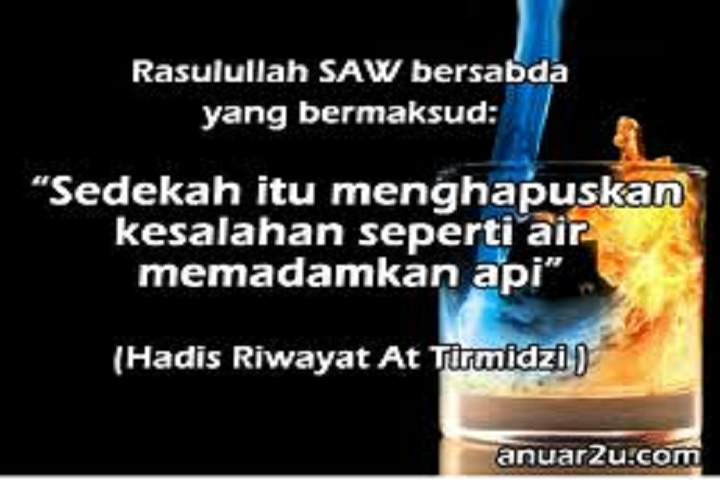 Rasulullah SAW bersabda
yang bermaksud:
“Sedekah itu menghapuskan
kesalahan seperti air
memadamkan api”
(Hadis Riwayat At Tirmidzi )
anuar2u.com